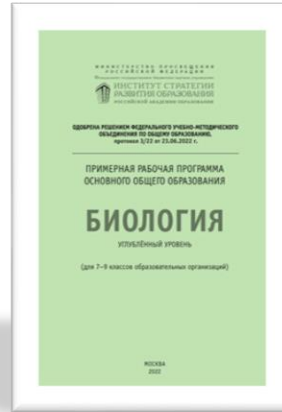 МИНИСТЕРСТВО ПРОСВЕЩЕНИЯ
РОССИЙСКОЙ ФЕДЕРАЦИИ
ИНСТИТУТ СТРАТЕГИИ
РАЗВИТИЯ ОБРАЗОВАНИЯ
РОССИЙСКОЙ АКАДЕМИИ ОБРАЗОВАНИЯ
ОДОБРЕНА РЕШЕНИЕМ ФЕДЕРАЛЬНОГО УЧЕБНО-МЕТОДИЧЕСКОГО
ОБЪЕДИНЕНИЯ ПО ОБЩЕМУ ОБРАЗОВАНИЮ,
протокол 3/22 от 23.06.2022 г.
ПРИМЕРНАЯ РАБОЧАЯ ПРОГРАММА
ОСНОВНОГО ОБЩЕГО ОБРАЗОВАНИЯ
БИОЛОГИЯ
УГЛУБЛЁННЫЙ УРОВЕНЬ
(для 7–9 классов образовательных организаций)
МОСКВА
2022